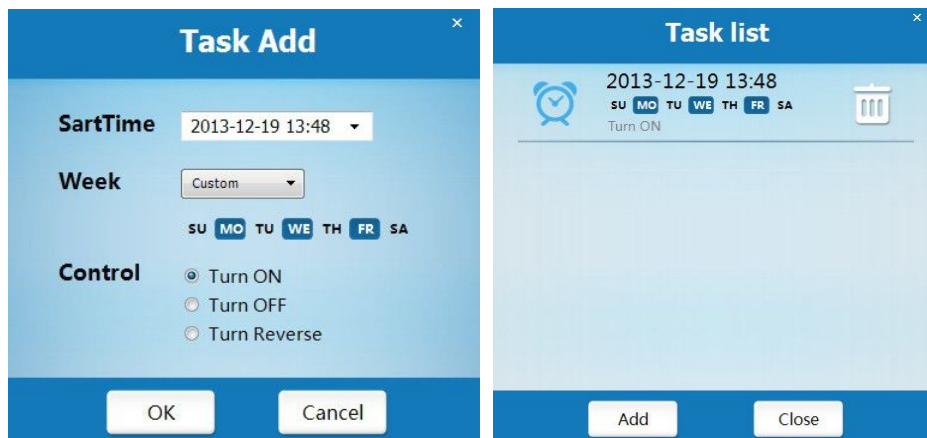 Task Add
×
SartTime 2013-12-19 13:48
Week Custom
SU MO TU WE TH FR SA
Control Turn ON
Turn OFF
Turn Reverse
OK Cancel
Task list
×
2013-12-19 13:48
SU MO TU WE TH FR SA
Turn ON
Add Close